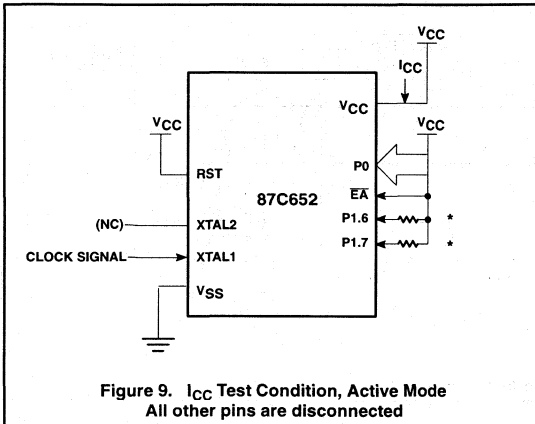 VCC
ICC
VCC
VCC
VCC
P0
RST
87C652
EA
P1.6
*
(NC)
XTAL2
P1.7
*
CLOCK SIGNAL
XTAL1
VSS
Figure 9. ICC Test Condition, Active Mode
All other pins are disconnected